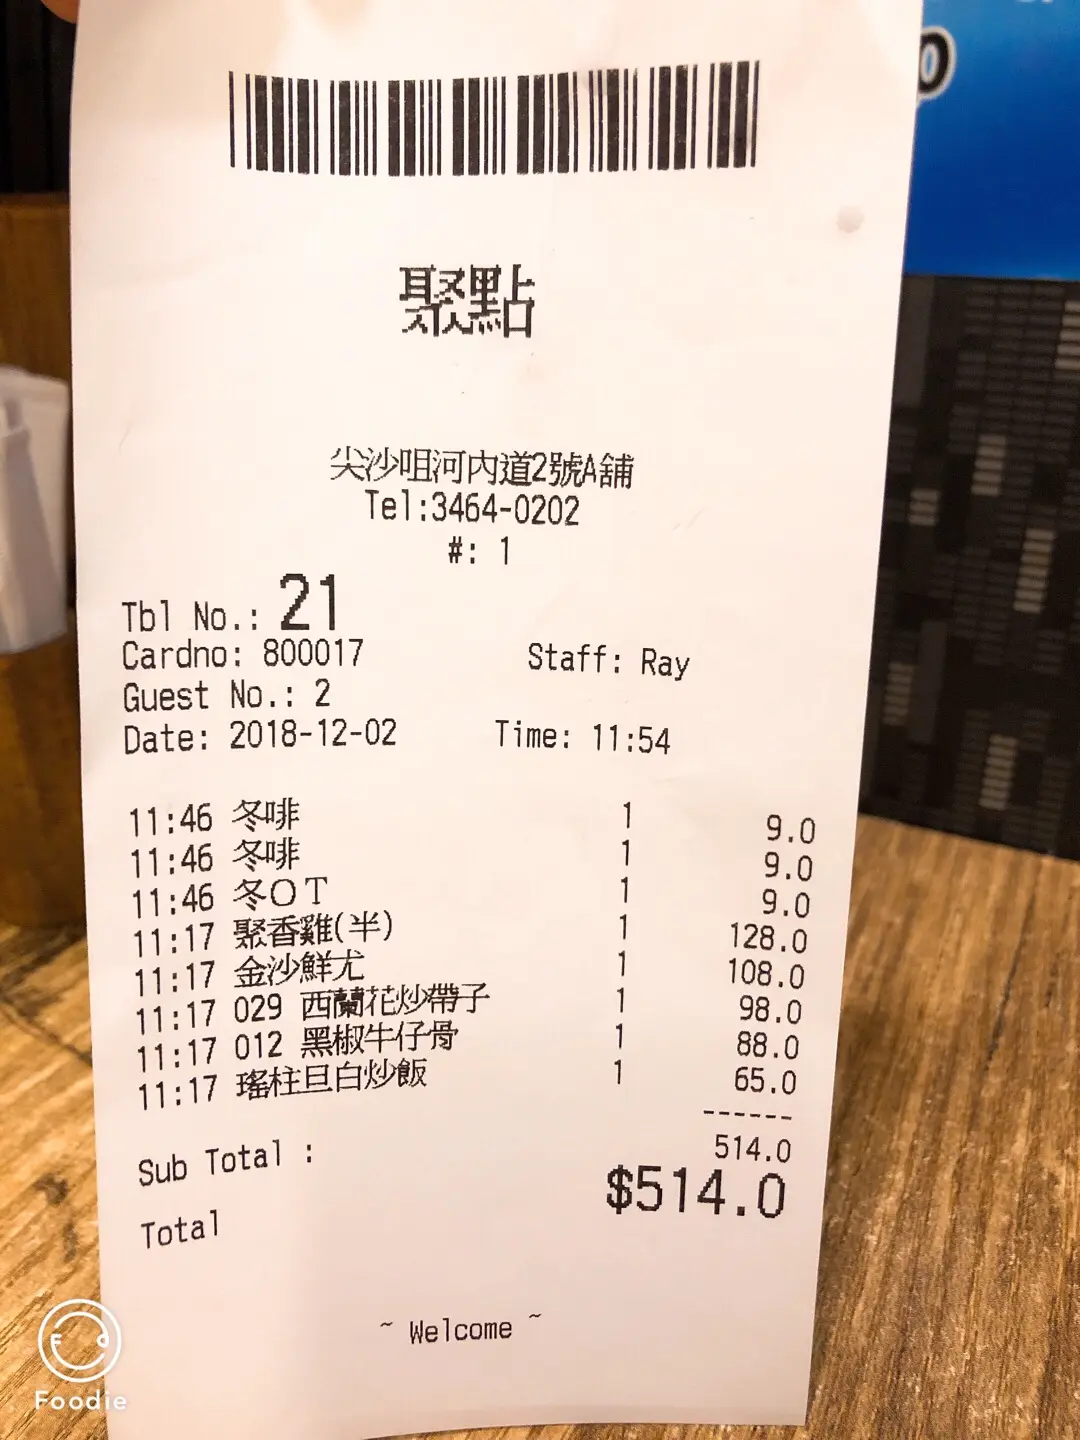 聚點
尖沙咀河內道2號A舖
Tel:3464-0202
#: 1
Tbl No.: 21
Cardno: 800017 Staff: Ray
Guest No.: 2
Date: 2018-12-02 Time: 11:54
11:46 冬啡 1 9.0
11:46 冬啡 1 9.0
11:46 冬OT 1 9.0
11:17 聚香雞(半) 1 128.0
11:17 金沙鮮尤 1 108.0
11:17 029 西蘭花炒帶子 1 98.0
11:17 012 黑椒牛仔骨 1 88.0
11:17 瑤柱旦白炒飯 1 65.0
------
Sub Total : 514.0
Total $514.0
~ Welcome ~
Foodie